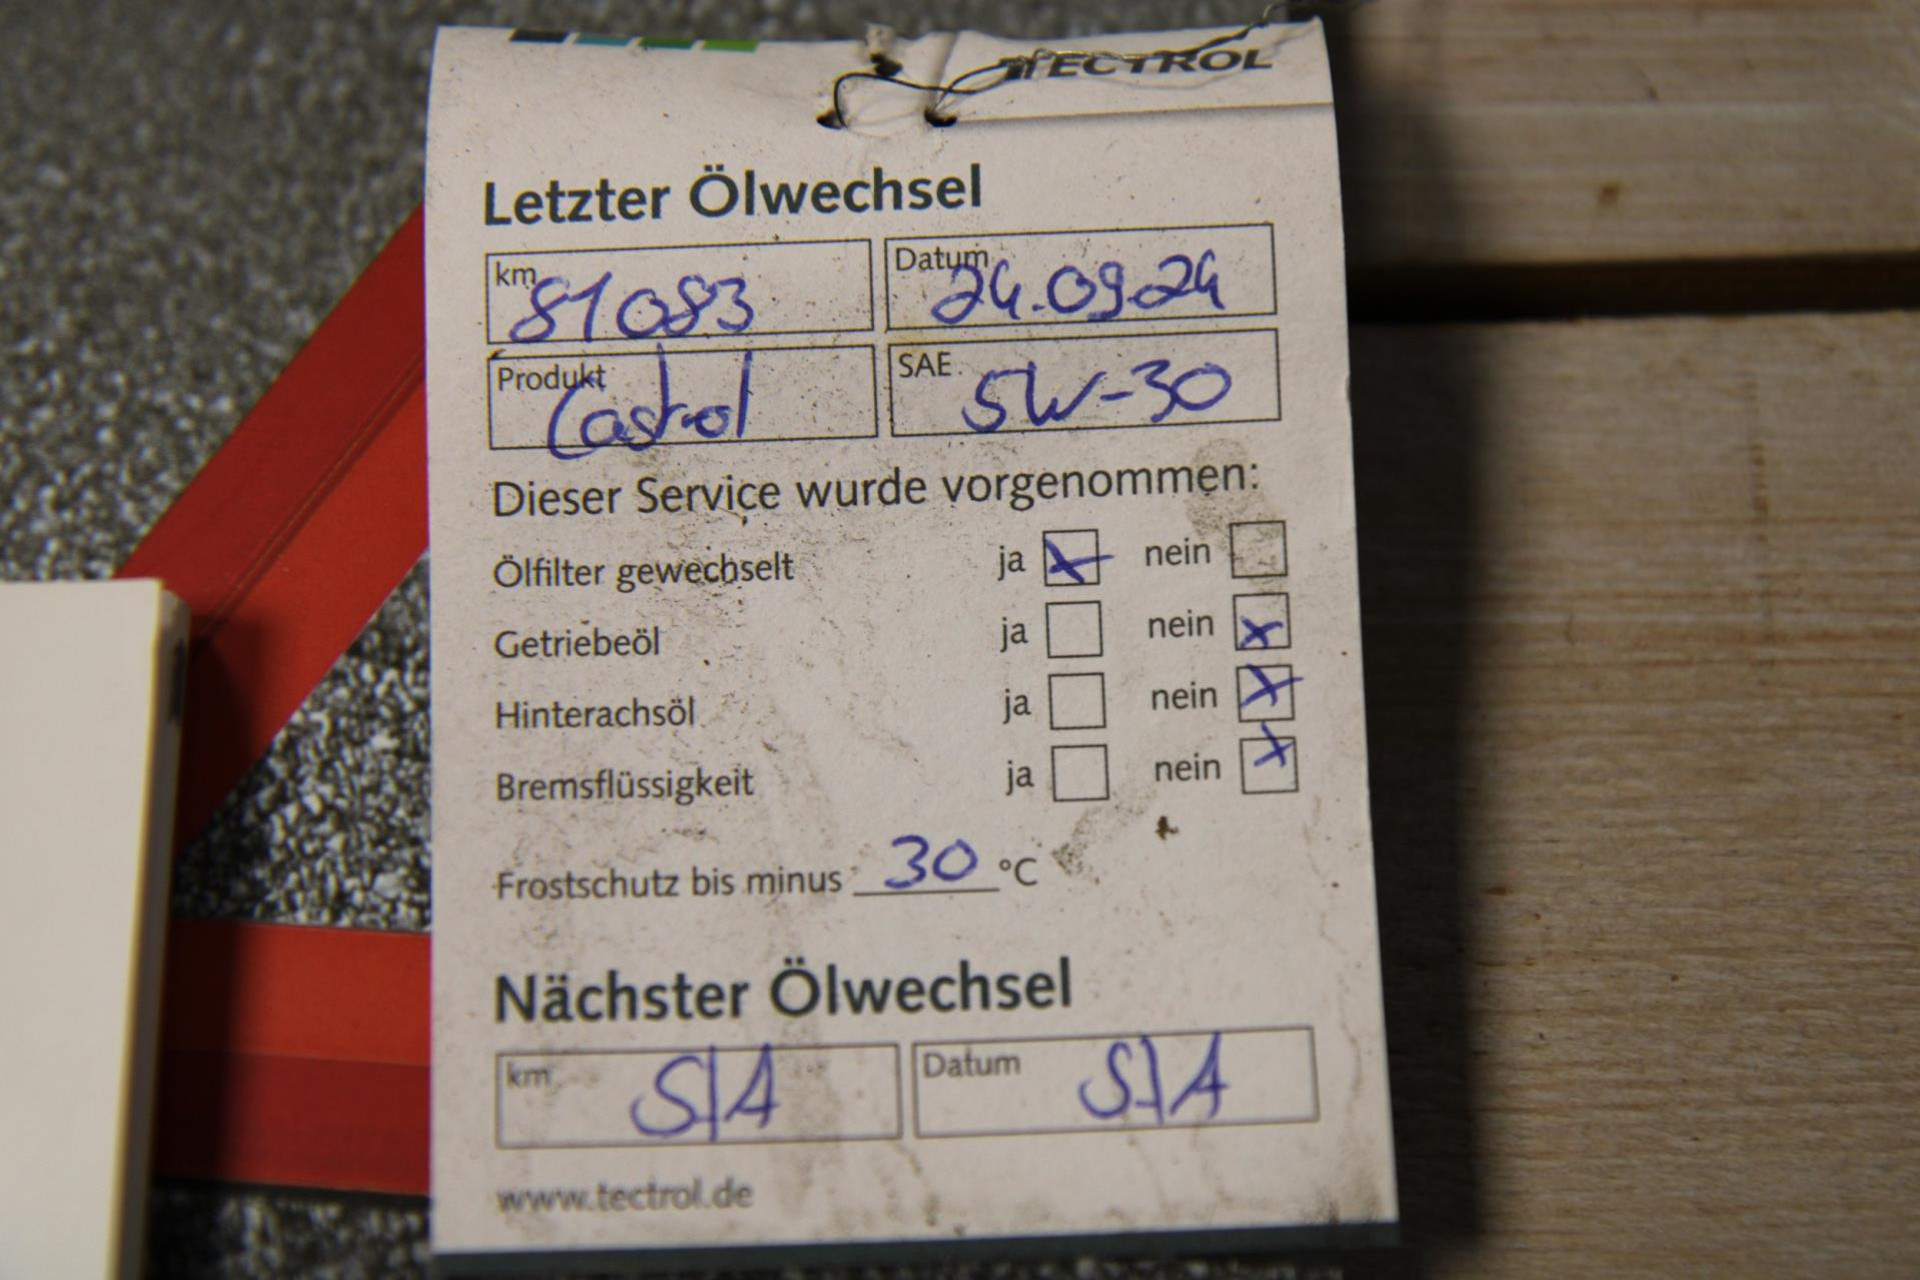 TECTROL
Letzter Ölwechsel
km 81083 Datum 24.09.24
Produkt Castrol SAE 5W-30
Dieser Service wurde vorgenommen:
Ölfilter gewechselt ja x nein
Getriebeöl ja nein x
Hinterachsöl ja nein x
Bremsflüssigkeit ja nein x
Frostschutz bis minus 30 °C
Nächster Ölwechsel
km S|A Datum S|A
www.tectrol.de